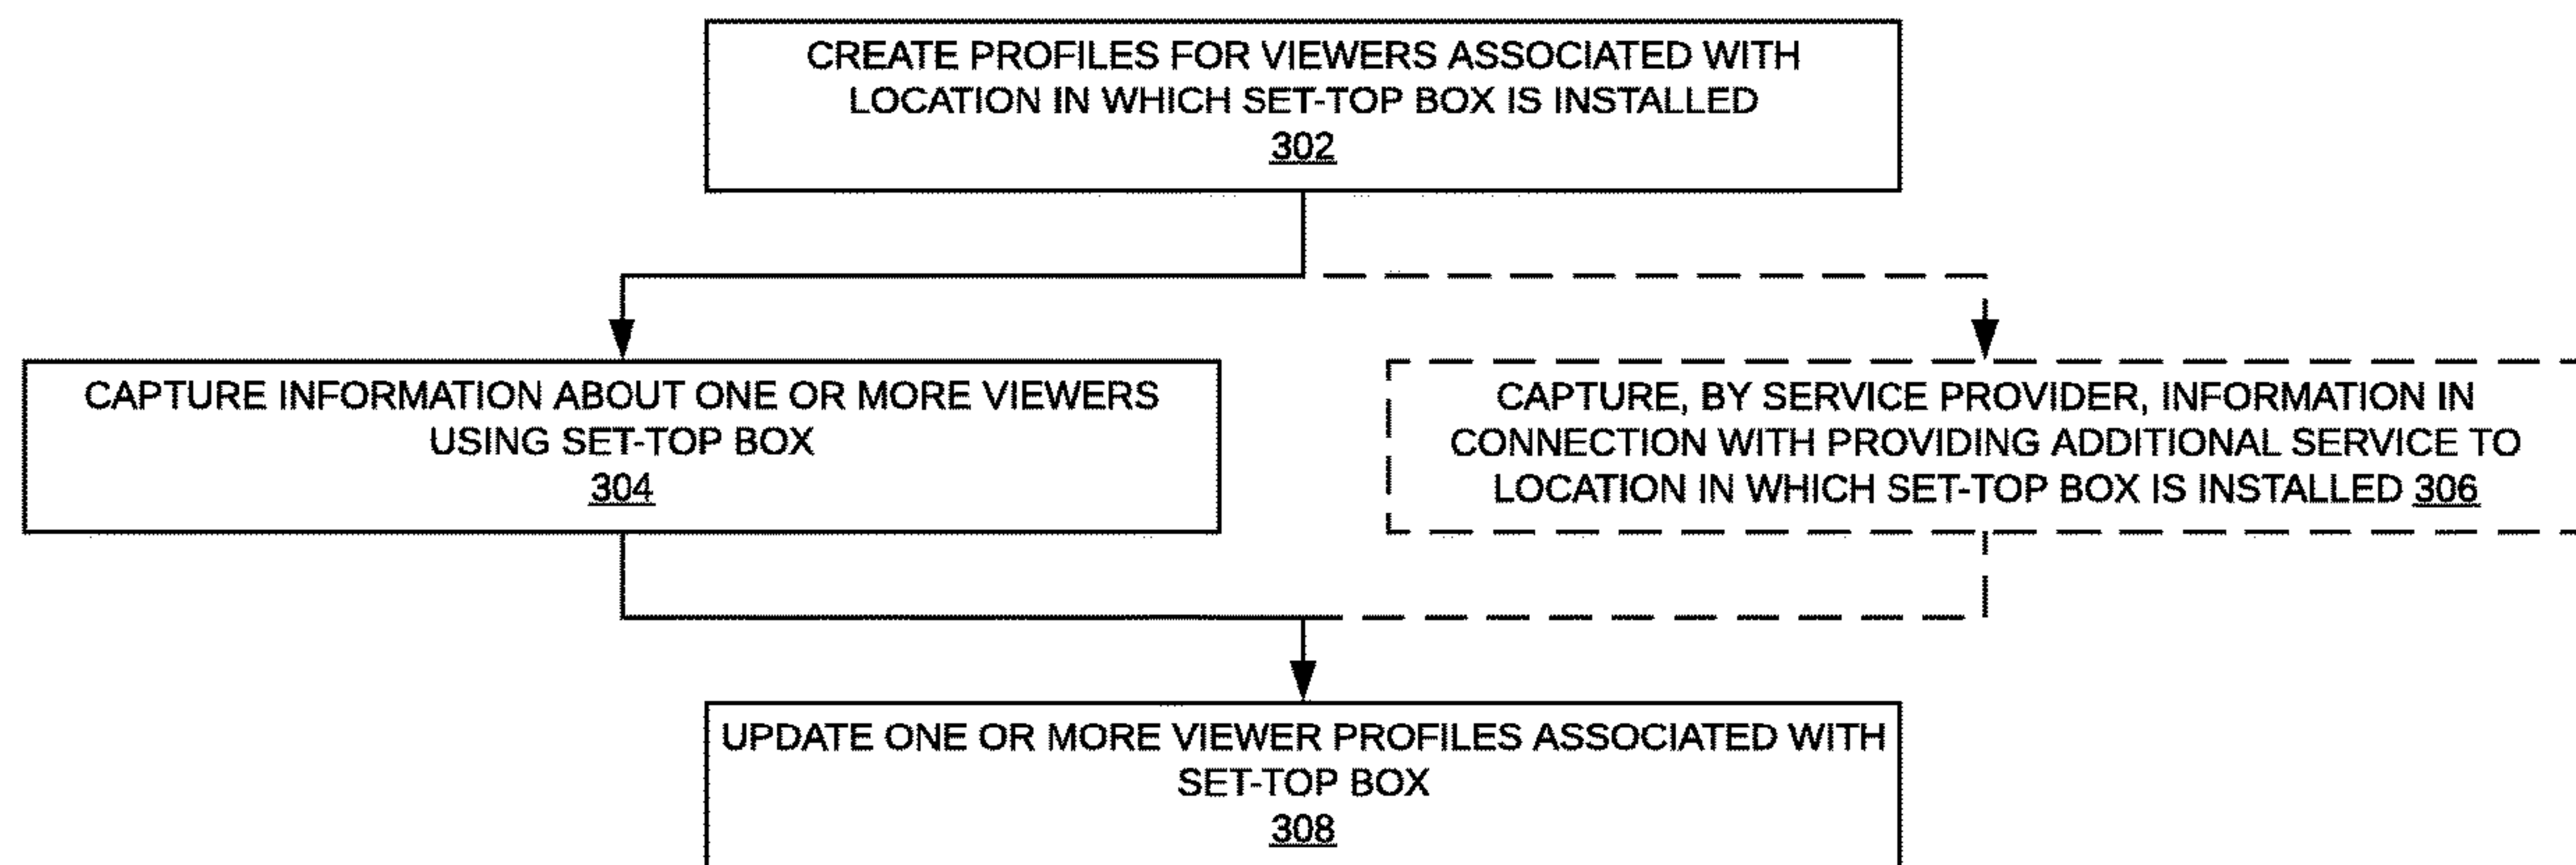 CREATE PROFILES FOR VIEWERS ASSOCIATED WITH
LOCATION IN WHICH SET-TOP BOX IS INSTALLED
302
CAPTURE INFORMATION ABOUT ONE OR MORE VIEWERS
USING SET-TOP BOX
304
CAPTURE, BY SERVICE PROVIDER, INFORMATION IN
CONNECTION WITH PROVIDING ADDITIONAL SERVICE TO
LOCATION IN WHICH SET-TOP BOX IS INSTALLED 306
UPDATE ONE OR MORE VIEWER PROFILES ASSOCIATED WITH
SET-TOP BOX
308